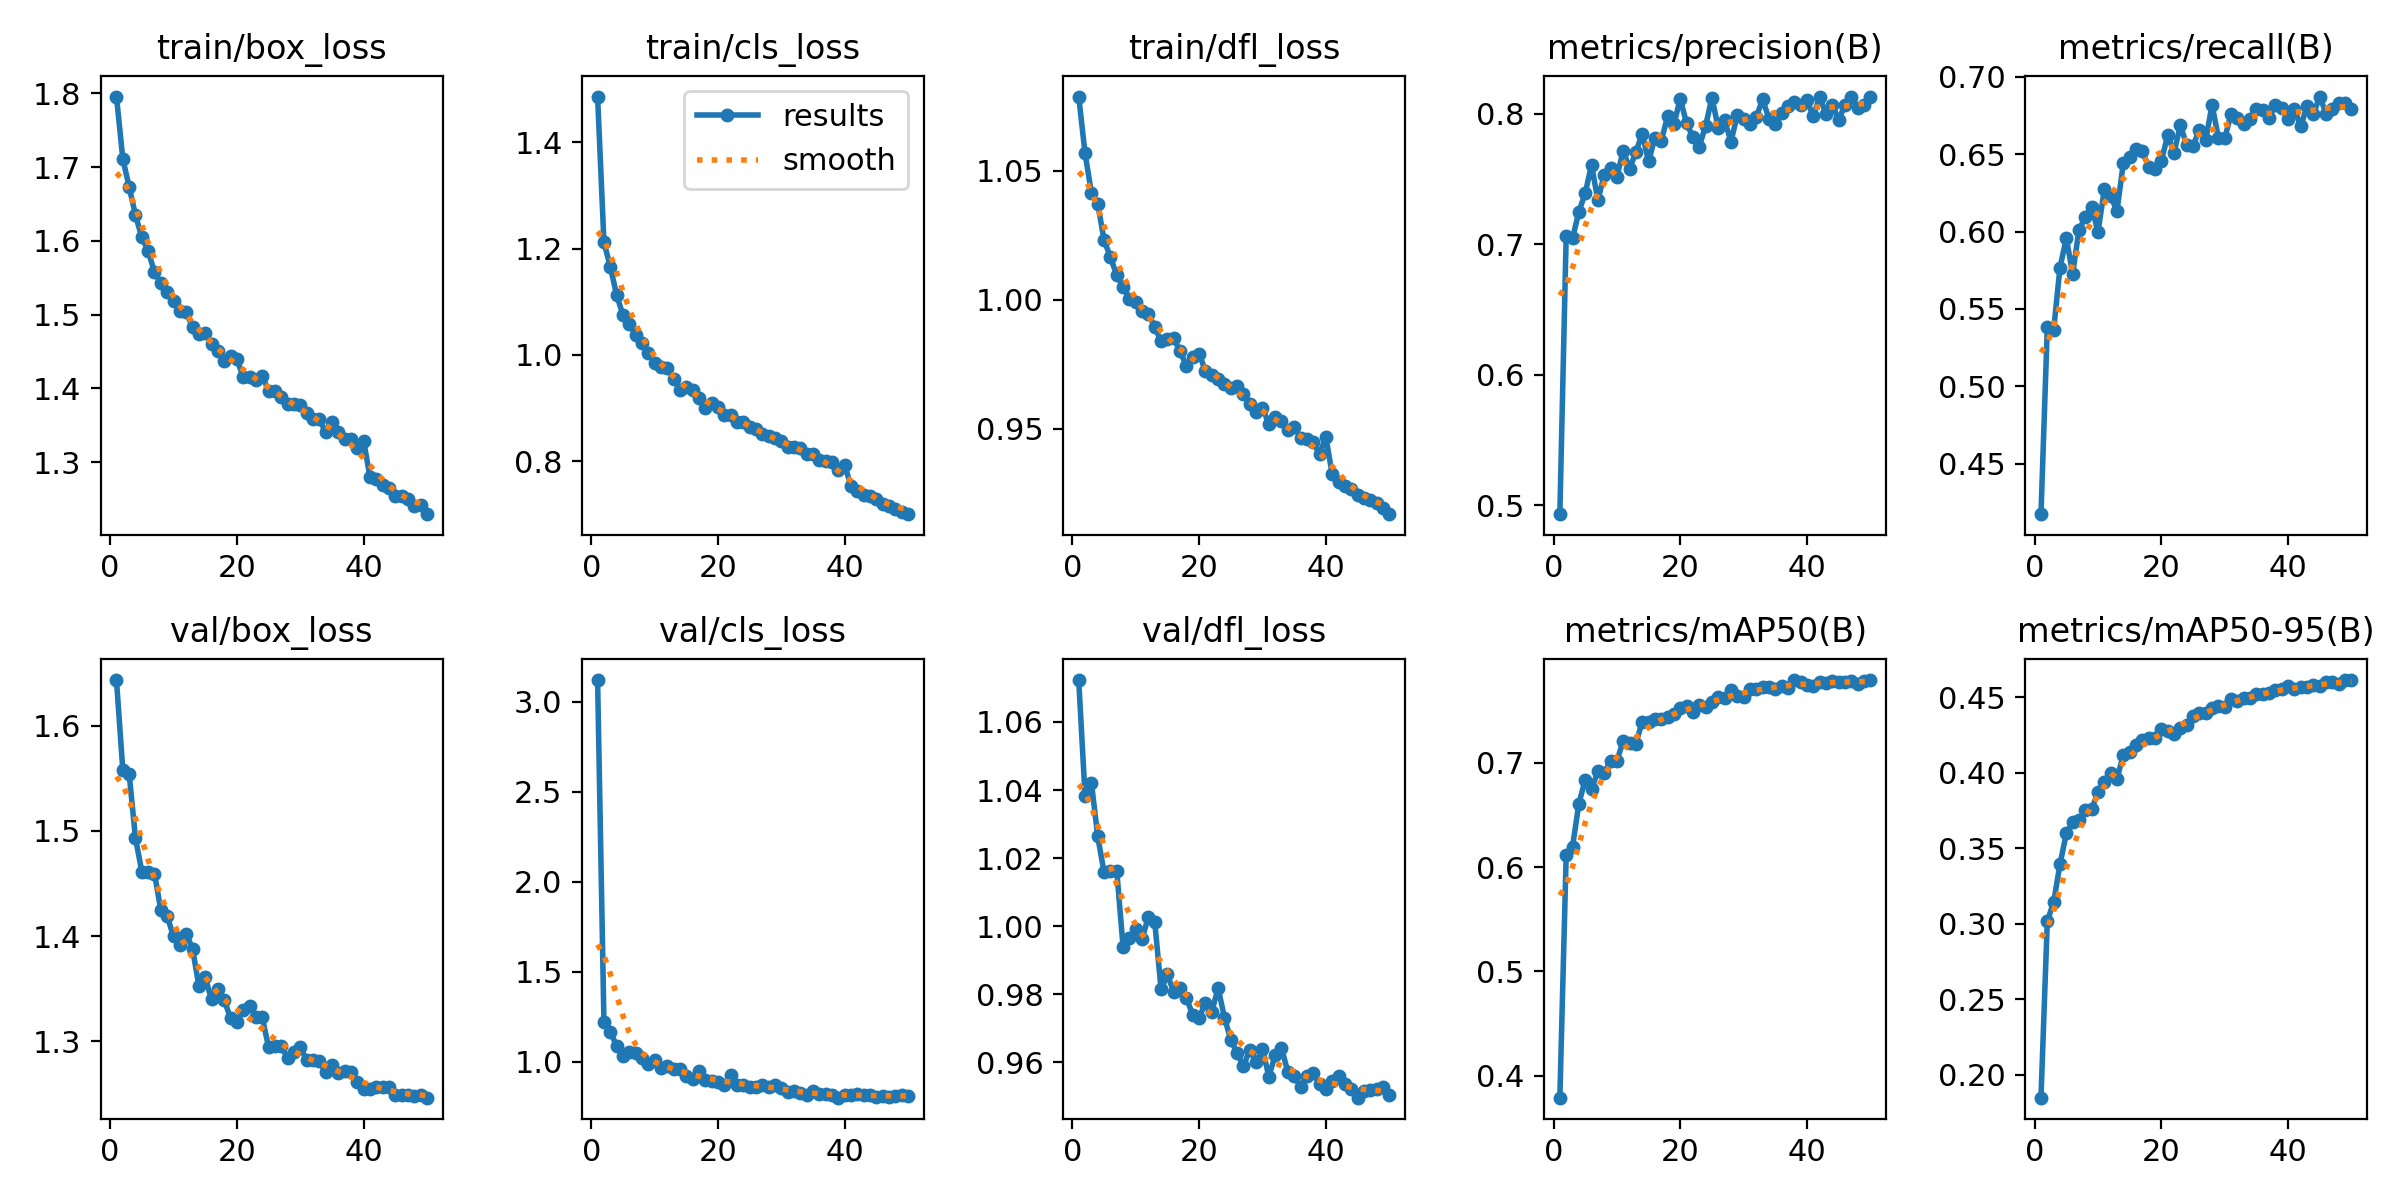 train/box_loss
1.8
1.7
1.6
1.5
1.4
1.3
0 20 40
train/cls_loss
results
smooth
1.4
1.2
1.0
0.8
0 20 40
train/dfl_loss
1.05
1.00
0.95
0 20 40
metrics/precision(B)
0.8
0.7
0.6
0.5
0 20 40
metrics/recall(B)
0.70
0.65
0.60
0.55
0.50
0.45
0 20 40
val/box_loss
1.6
1.5
1.4
1.3
0 20 40
val/cls_loss
3.0
2.5
2.0
1.5
1.0
0 20 40
val/dfl_loss
1.06
1.04
1.02
1.00
0.98
0.96
0 20 40
metrics/mAP50(B)
0.7
0.6
0.5
0.4
0 20 40
metrics/mAP50-95(B)
0.45
0.40
0.35
0.30
0.25
0.20
0 20 40